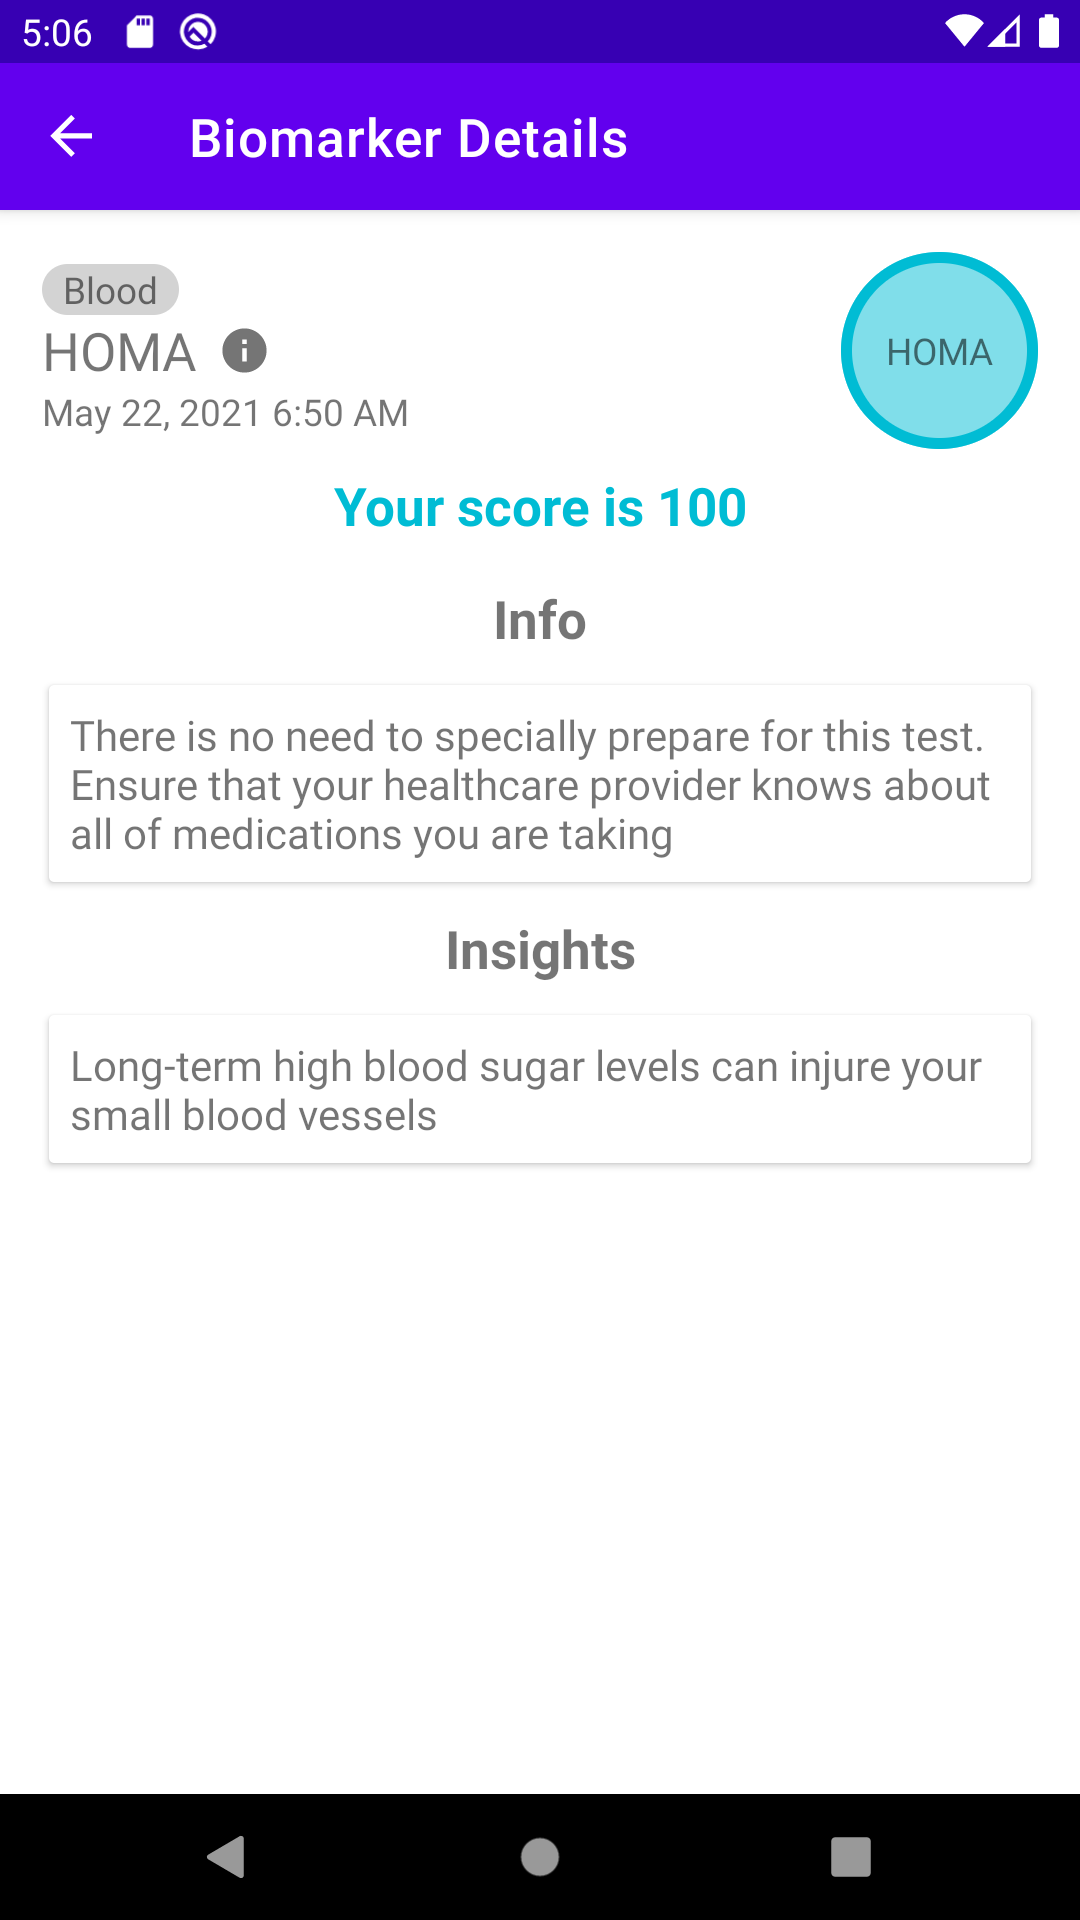 5:06
Biomarker Details
Blood
HOMA
May 22, 2021 6:50 AM
HOMA
Your score is 100
Info
There is no need to specially prepare for this test.
Ensure that your healthcare provider knows about
all of medications you are taking
Insights
Long-term high blood sugar levels can injure your
small blood vessels